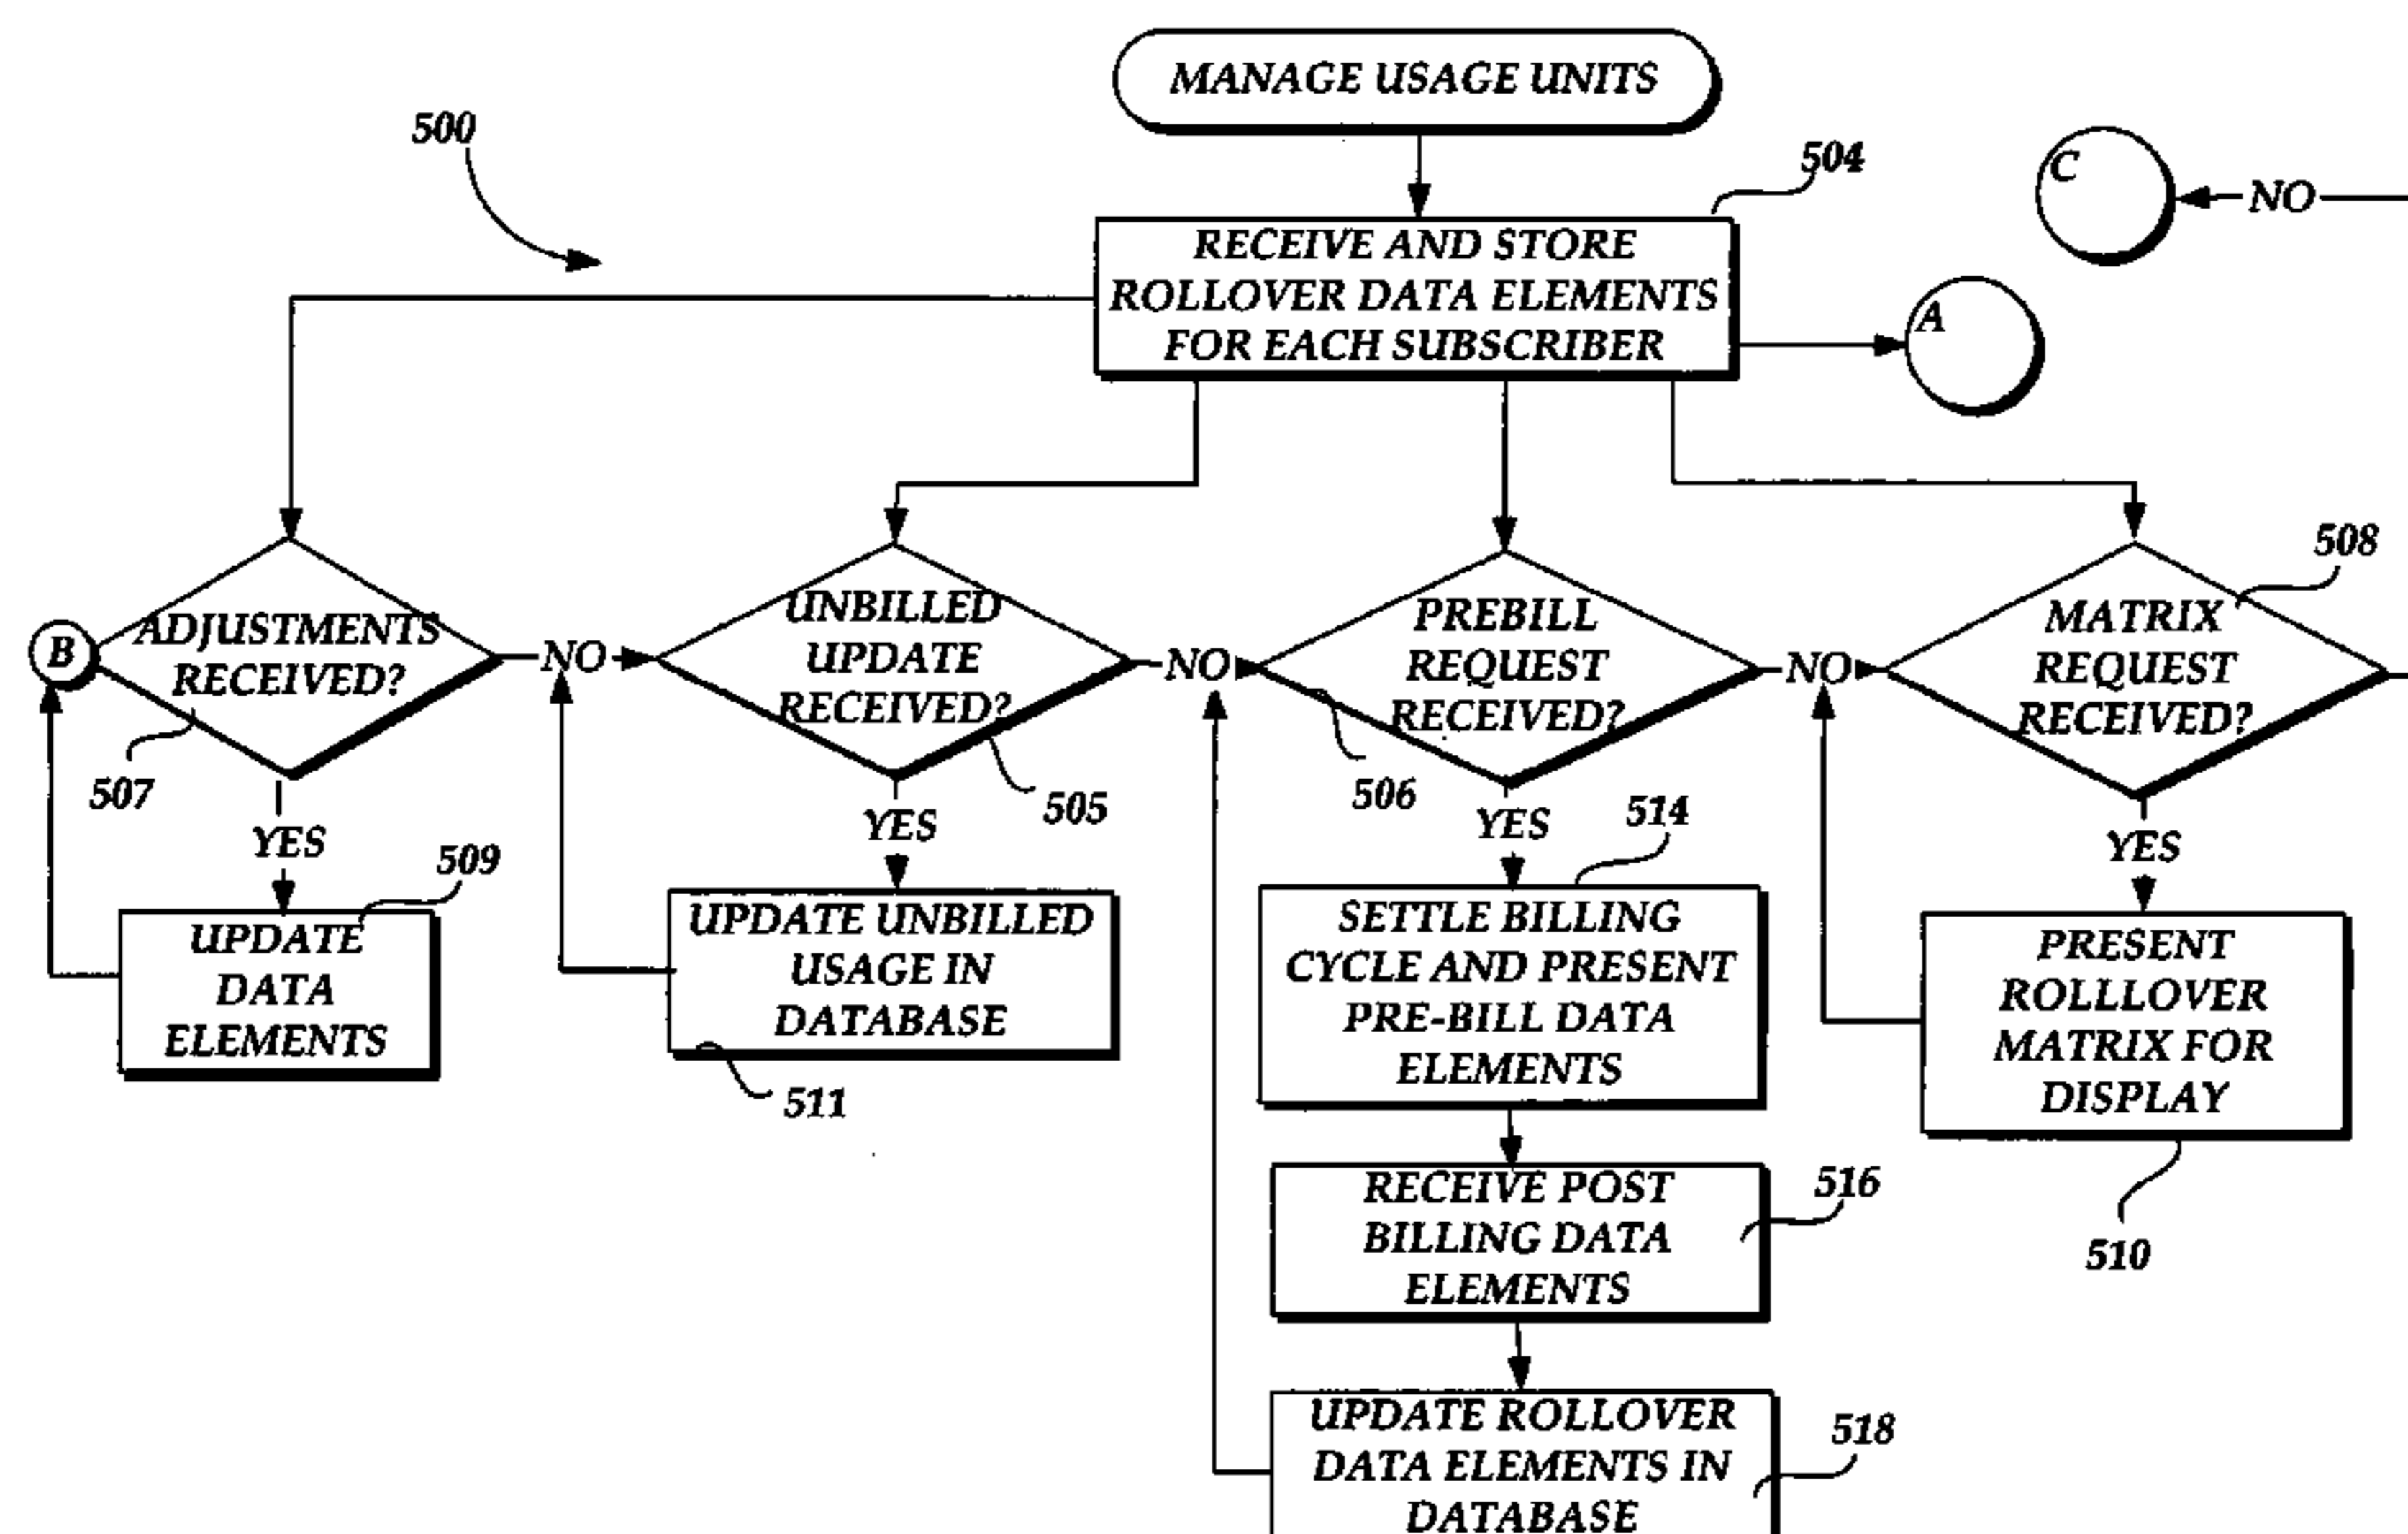 MANAGE USAGE UNITS
500
504
C
NO
RECEIVE AND STORE
ROLLOVER DATA ELEMENTS
FOR EACH SUBSCRIBER
A
508
B
ADJUSTMENTS
RECEIVED?
NO
UNBILLED
UPDATE
RECEIVED?
NO
PREBILL
REQUEST
RECEIVED?
NO
MATRIX
REQUEST
RECEIVED?
507
505
506
514
YES
YES
YES
YES
509
UPDATE
DATA
ELEMENTS
UPDATE UNBILLED
USAGE IN
DATABASE
511
SETTLE BILLING
CYCLE AND PRESENT
PRE-BILL DATA
ELEMENTS
PRESENT
ROLLLOVER
MATRIX FOR
DISPLAY
510
RECEIVE POST
BILLING DATA
ELEMENTS
516
UPDATE ROLLOVER
DATA ELEMENTS IN
DATABASE
518